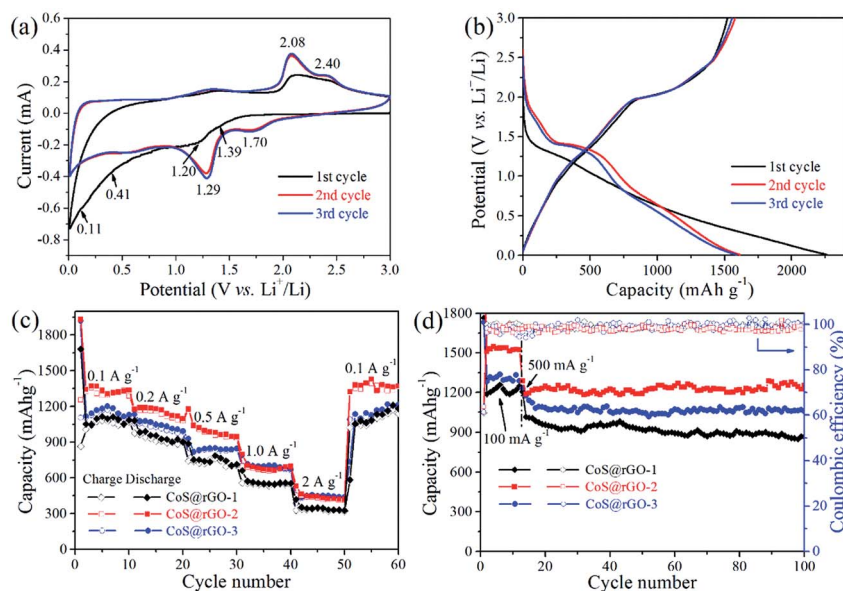 (a)
0.6
0.4
0.2
0.0
-0.2
-0.4
-0.6
-0.8
Current (mA)
2.08
2.40
1.70
1.39
1.20
1.29
0.41
0.11
1st cycle
2nd cycle
3rd cycle
0.0 0.5 1.0 1.5 2.0 2.5 3.0
Potential (V vs. Li⁺/Li)
(b)
3.0
2.5
2.0
1.5
1.0
0.5
0.0
Potential (V vs. Li⁻/Li)
1st cycle
2nd cycle
3rd cycle
0 500 1000 1500 2000
Capacity (mAh g⁻¹)
(c)
1800
1500
1200
900
600
300
Capacity (mAhg⁻¹)
0.1 A g⁻¹
0.2 A g⁻¹
0.5 A g⁻¹
1.0 A g⁻¹
2 A g⁻¹
0.1 A g⁻¹
Charge Discharge
CoS@rGO-1
CoS@rGO-2
CoS@rGO-3
0 10 20 30 40 50 60
Cycle number
(d)
1800
1500
1200
900
600
300
Capacity (mAhg⁻¹)
500 mA g⁻¹
100 mA g⁻¹
CoS@rGO-1
CoS@rGO-2
CoS@rGO-3
0 20 40 60 80 100
Cycle number
100
80
60
40
20
0
Coulombic efficiency (%)